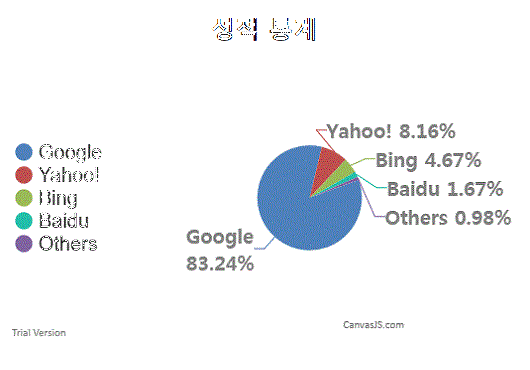 성적 통계
Google
Yahoo!
Bing
Baidu
Others
Yahoo! 8.16%
Bing 4.67%
Baidu 1.67%
Others 0.98%
Google
83.24%
CanvasJS.com
Trial Version